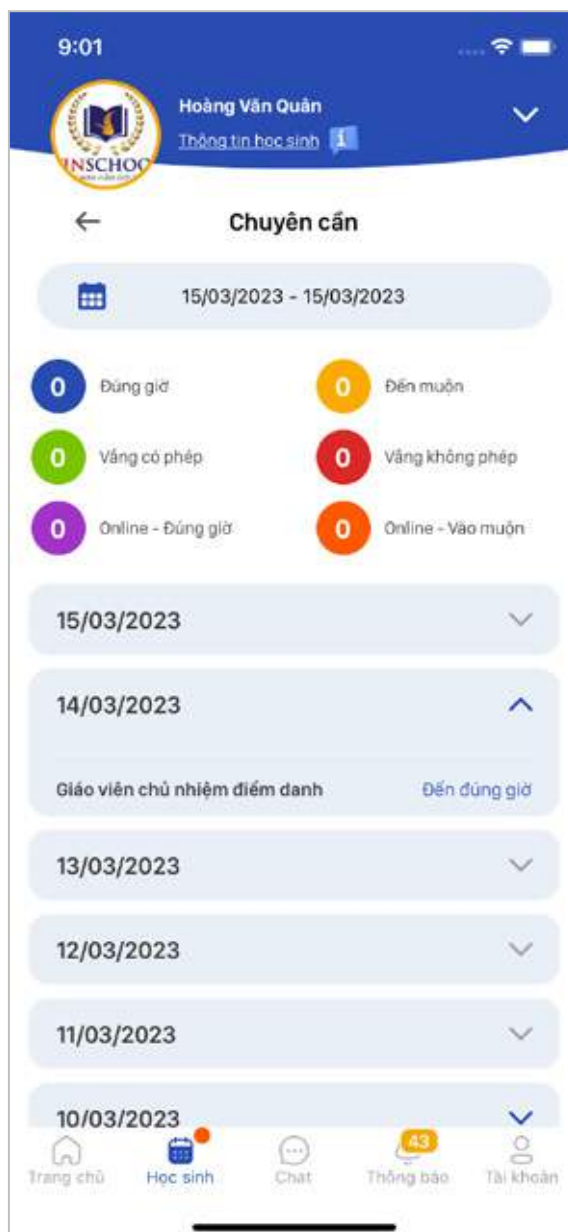 9:01
Hoàng Văn Quân
Thông tin học sinh
INSCHOO
Chuyên cần
15/03/2023 - 15/03/2023
0 Đúng giờ
0 Đến muộn
0 Vắng có phép
0 Vắng không phép
0 Online - Đúng giờ
0 Online - Vào muộn
15/03/2023
14/03/2023
Giáo viên chủ nhiệm điểm danh Đến đúng giờ
13/03/2023
12/03/2023
11/03/2023
10/03/2023
43
Trang chủ Học sinh Chat Thông báo Tài khoản